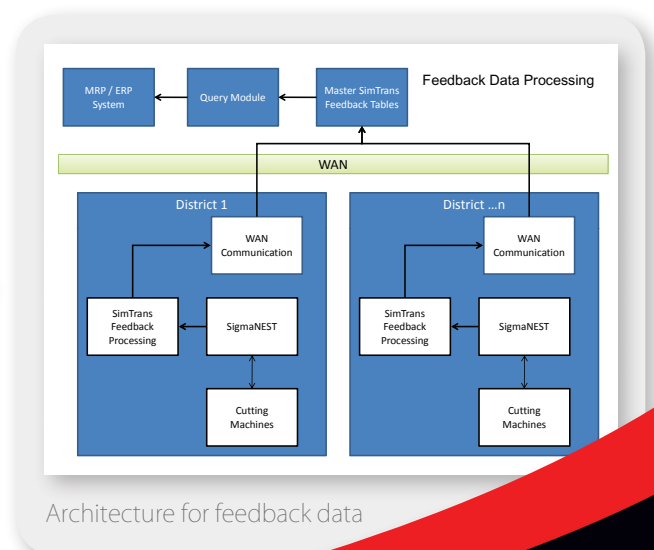 Feedback Data Processing
MRP / ERP
System
Query Module
Master SimTrans
Feedback Tables
WAN
District 1
WAN
Communication
SimTrans
Feedback
Processing
SigmaNEST
Cutting
Machines
District ...n
WAN
Communication
SimTrans
Feedback
Processing
SigmaNEST
Cutting
Machines
Architecture for feedback data